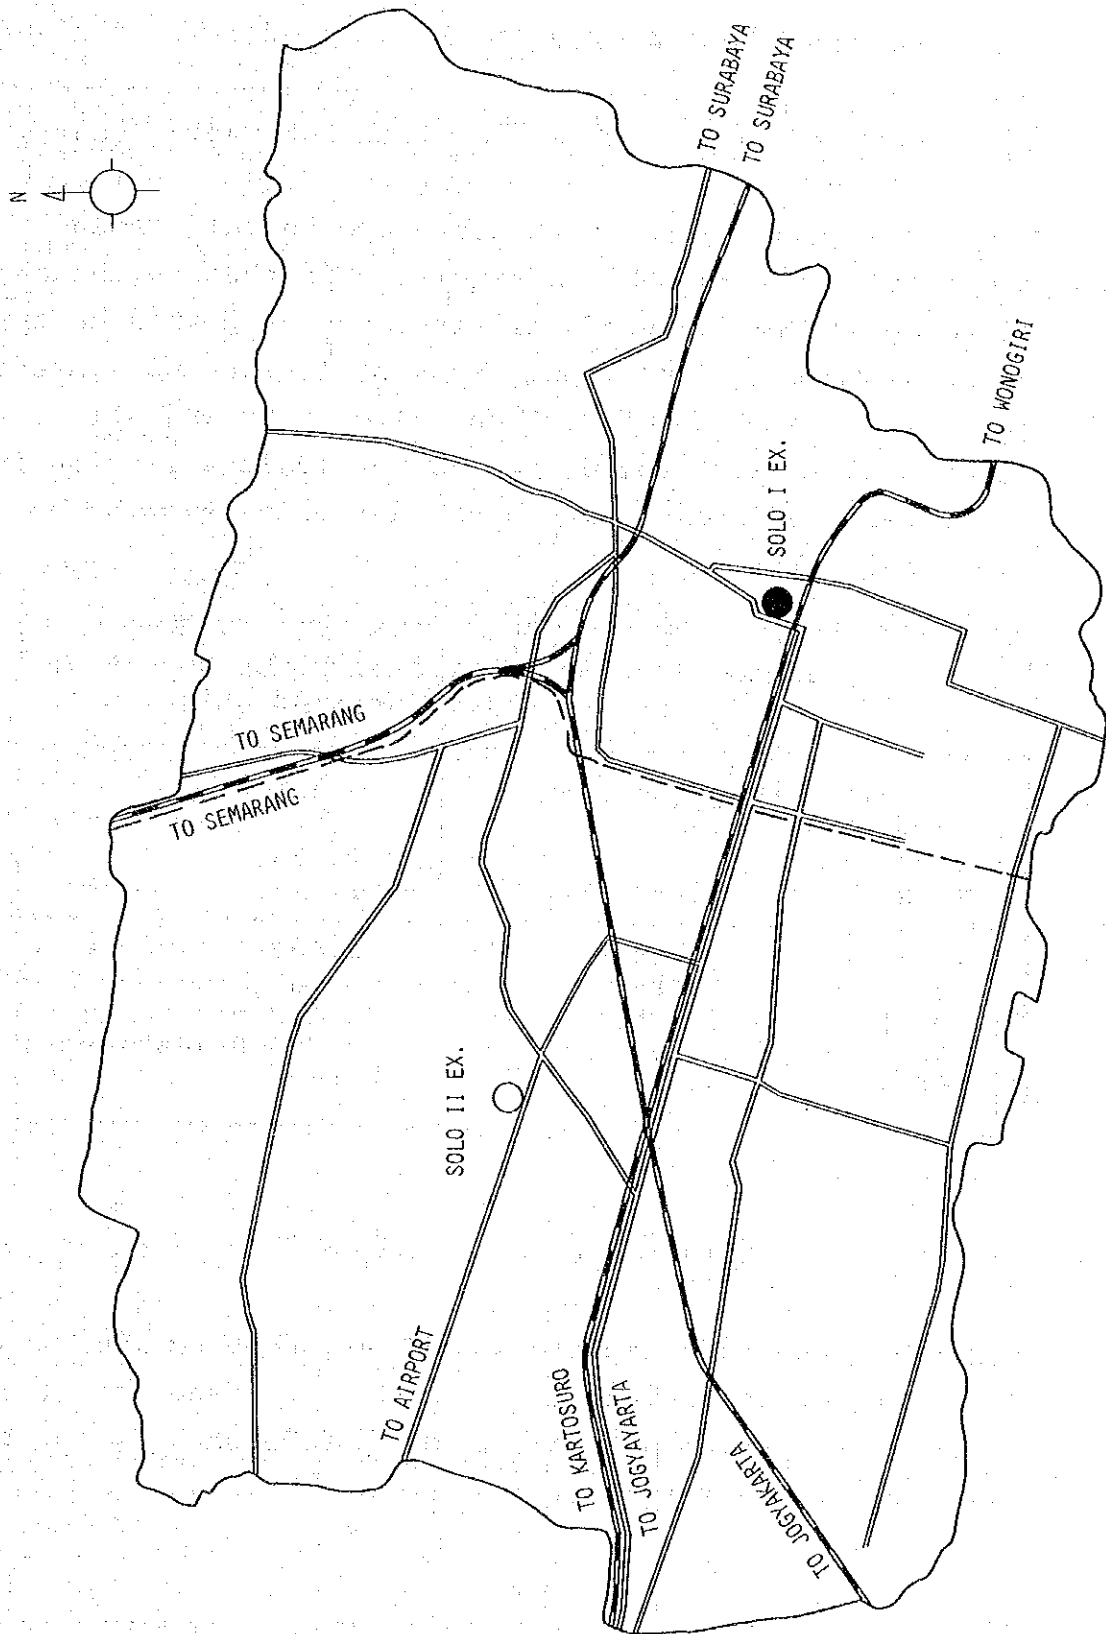 N
TO SURABAYA
TO SURABAYA
TO WONOGIRI
SOLO I EX.
TO SEMARANG
TO SEMARANG
SOLO II EX.
TO AIRPORT
TO KARTOSURO
TO JOGYAYARTA
TO JOGYAKARTA